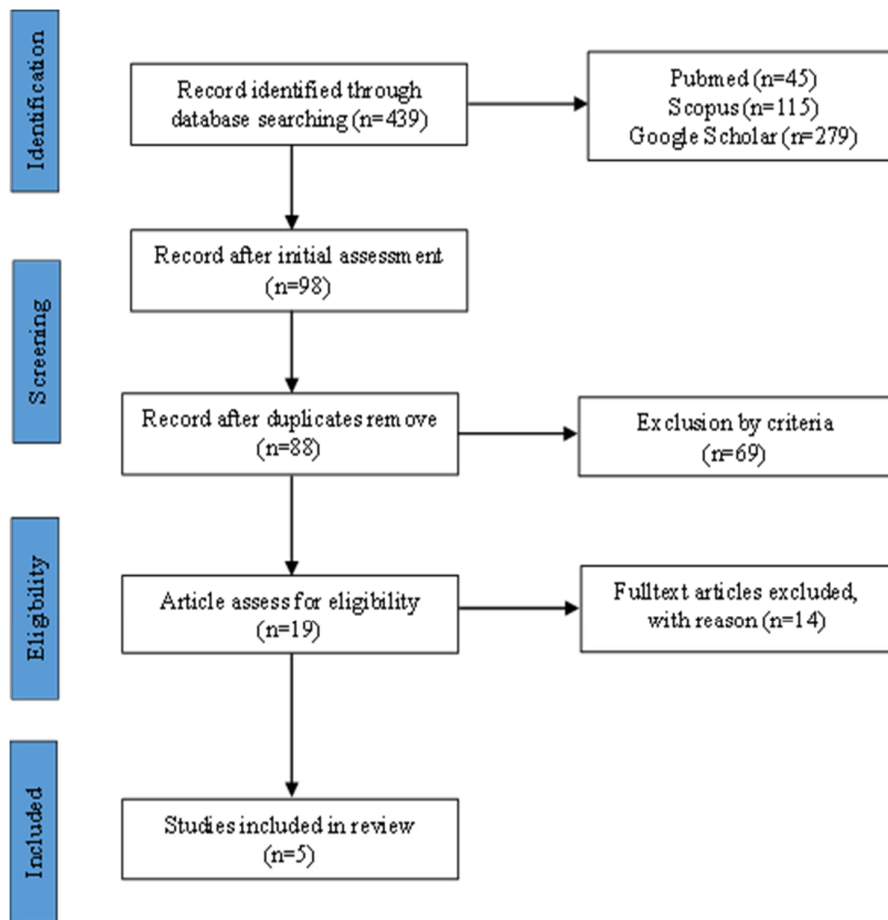 Identification
Record identified through
database searching (n=439)
Pubmed (n=45)
Scopus (n=115)
Google Scholar (n=279)
Screening
Record after initial assessment
(n=98)
Record after duplicates remove
(n=88)
Exclusion by criteria
(n=69)
Eligibility
Article assess for eligibility
(n=19)
Fulltext articles excluded,
with reason (n=14)
Included
Studies included in review
(n=5)